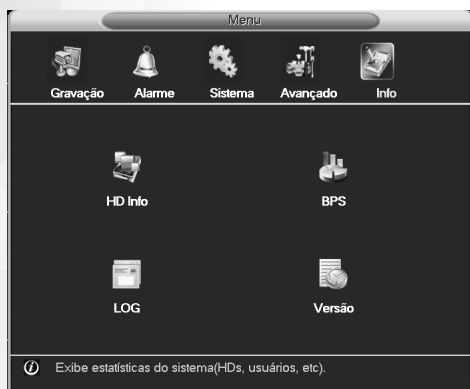 Menu
Gravação Alarme Sistema Avançado Info
HD Info BPS
LOG Versão
Exibe estatísticas do sistema(HDs, usuários, etc).